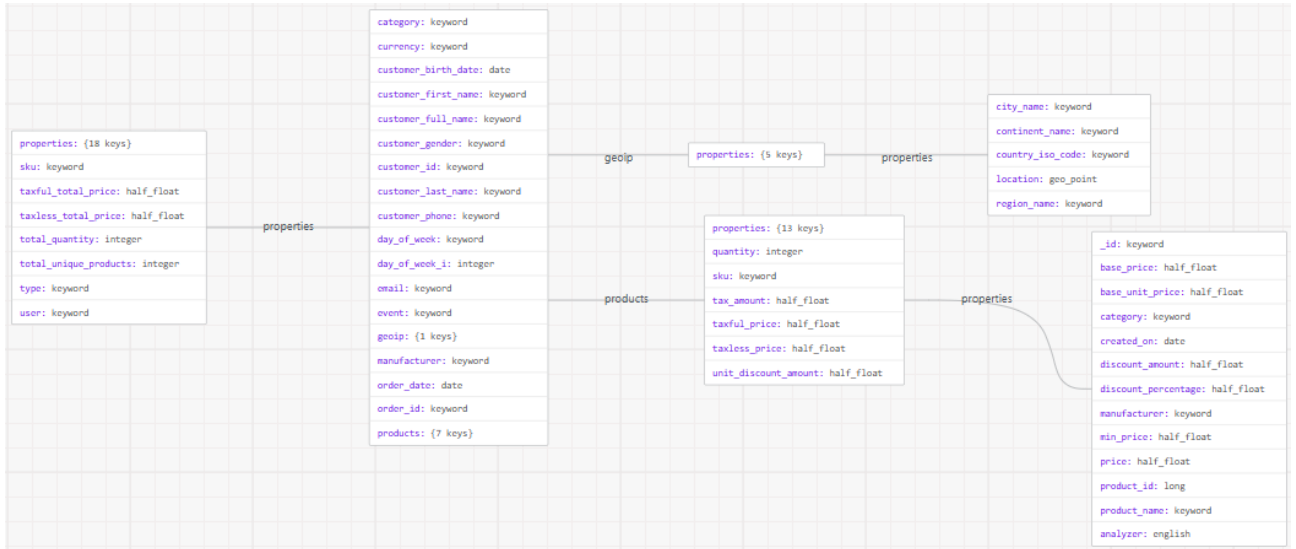 properties: {18 keys}
sku: keyword
taxful_total_price: half_float
taxless_total_price: half_float
total_quantity: integer
total_unique_products: integer
type: keyword
user: keyword
properties
category: keyword
currency: keyword
customer_birth_date: date
customer_first_name: keyword
customer_full_name: keyword
customer_gender: keyword
customer_id: keyword
customer_last_name: keyword
customer_phone: keyword
day_of_week: keyword
day_of_week_i: integer
email: keyword
event: keyword
geoip: {1 keys}
manufacturer: keyword
order_date: date
order_id: keyword
products: {7 keys}
geoip
properties: {5 keys}
properties
city_name: keyword
continent_name: keyword
country_iso_code: keyword
location: geo_point
region_name: keyword
products
properties: {13 keys}
quantity: integer
sku: keyword
tax_amount: half_float
taxful_price: half_float
taxless_price: half_float
unit_discount_amount: half_float
properties
_id: keyword
base_price: half_float
base_unit_price: half_float
category: keyword
created_on: date
discount_amount: half_float
discount_percentage: half_float
manufacturer: keyword
min_price: half_float
price: half_float
product_id: long
product_name: keyword
analyzer: english